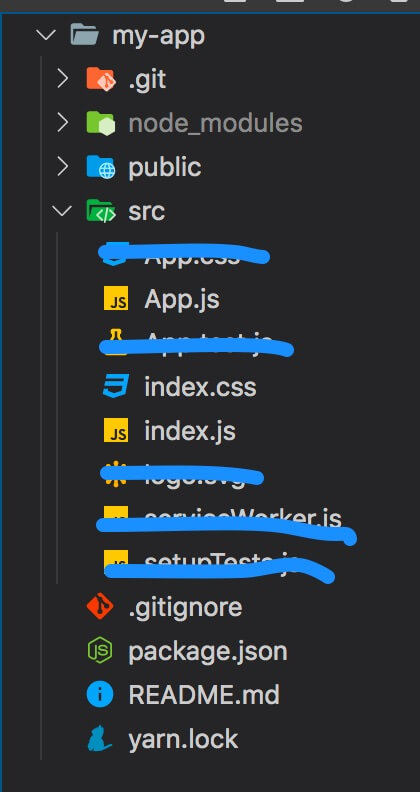 my-app
.git
node_modules
public
src
App.css
App.js
App.test.js
index.css
JS index.js
logo.svg
serviceWorker.js
setupTests.js
.gitignore
package.json
README.md
yarn.lock